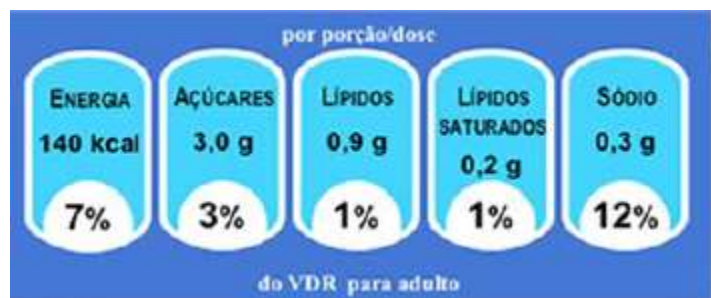 por porção/dose
ENERGIA AÇÚCARES LÍPIDOS LÍPIDOS SATURADOS SÓDIO
140 kcal 3,0 g 0,9 g 0,2 g 0,3 g
7% 3% 1% 1% 12%
do VDR para adulto